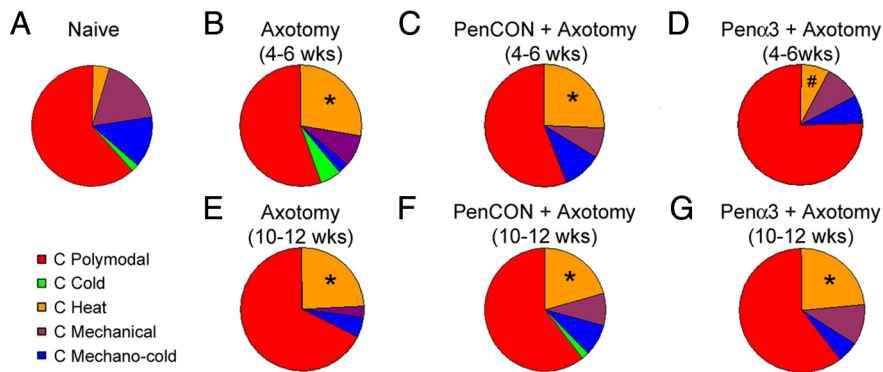 A
Naive
B
Axotomy
(4-6 wks)
*
C
PenCON + Axotomy
(4-6 wks)
*
D
Penα3 + Axotomy
(4-6wks)
#
E
Axotomy
(10-12 wks)
*
F
PenCON + Axotomy
(10-12 wks)
*
G
Penα3 + Axotomy
(10-12 wks)
*
C Polymodal
C Cold
C Heat
C Mechanical
C Mechano-cold